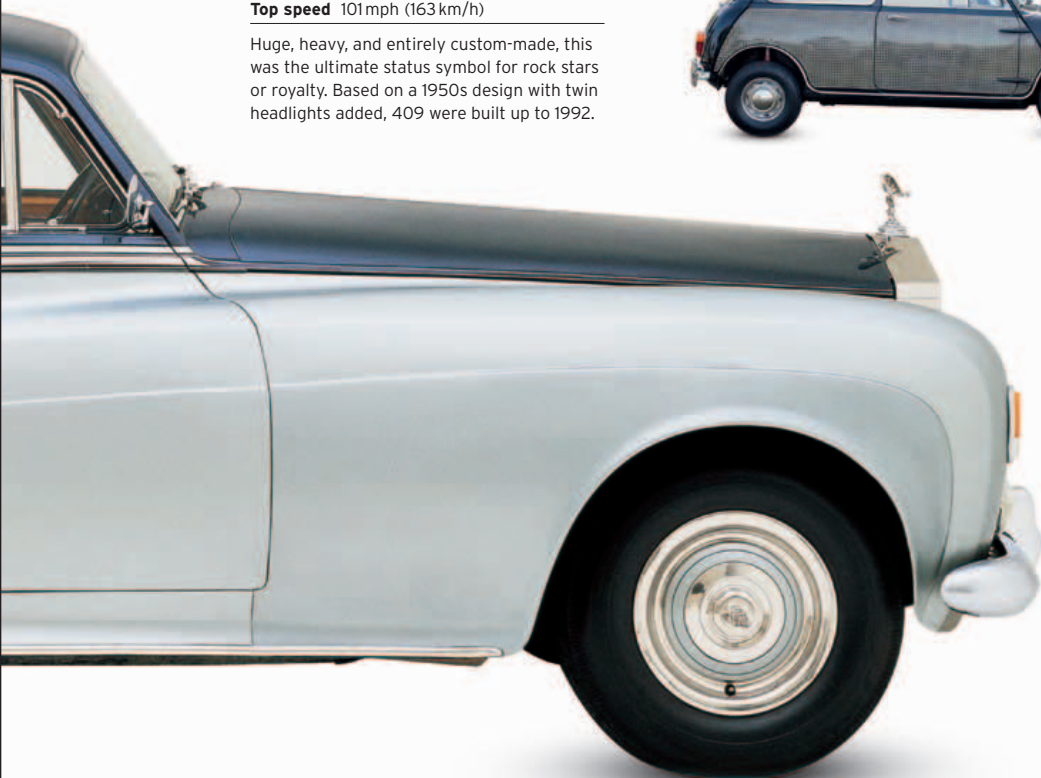 Top speed 101 mph (163 km/h)
Huge, heavy, and entirely custom-made, this
was the ultimate status symbol for rock stars
or royalty. Based on a 1950s design with twin
headlights added, 409 were built up to 1992.